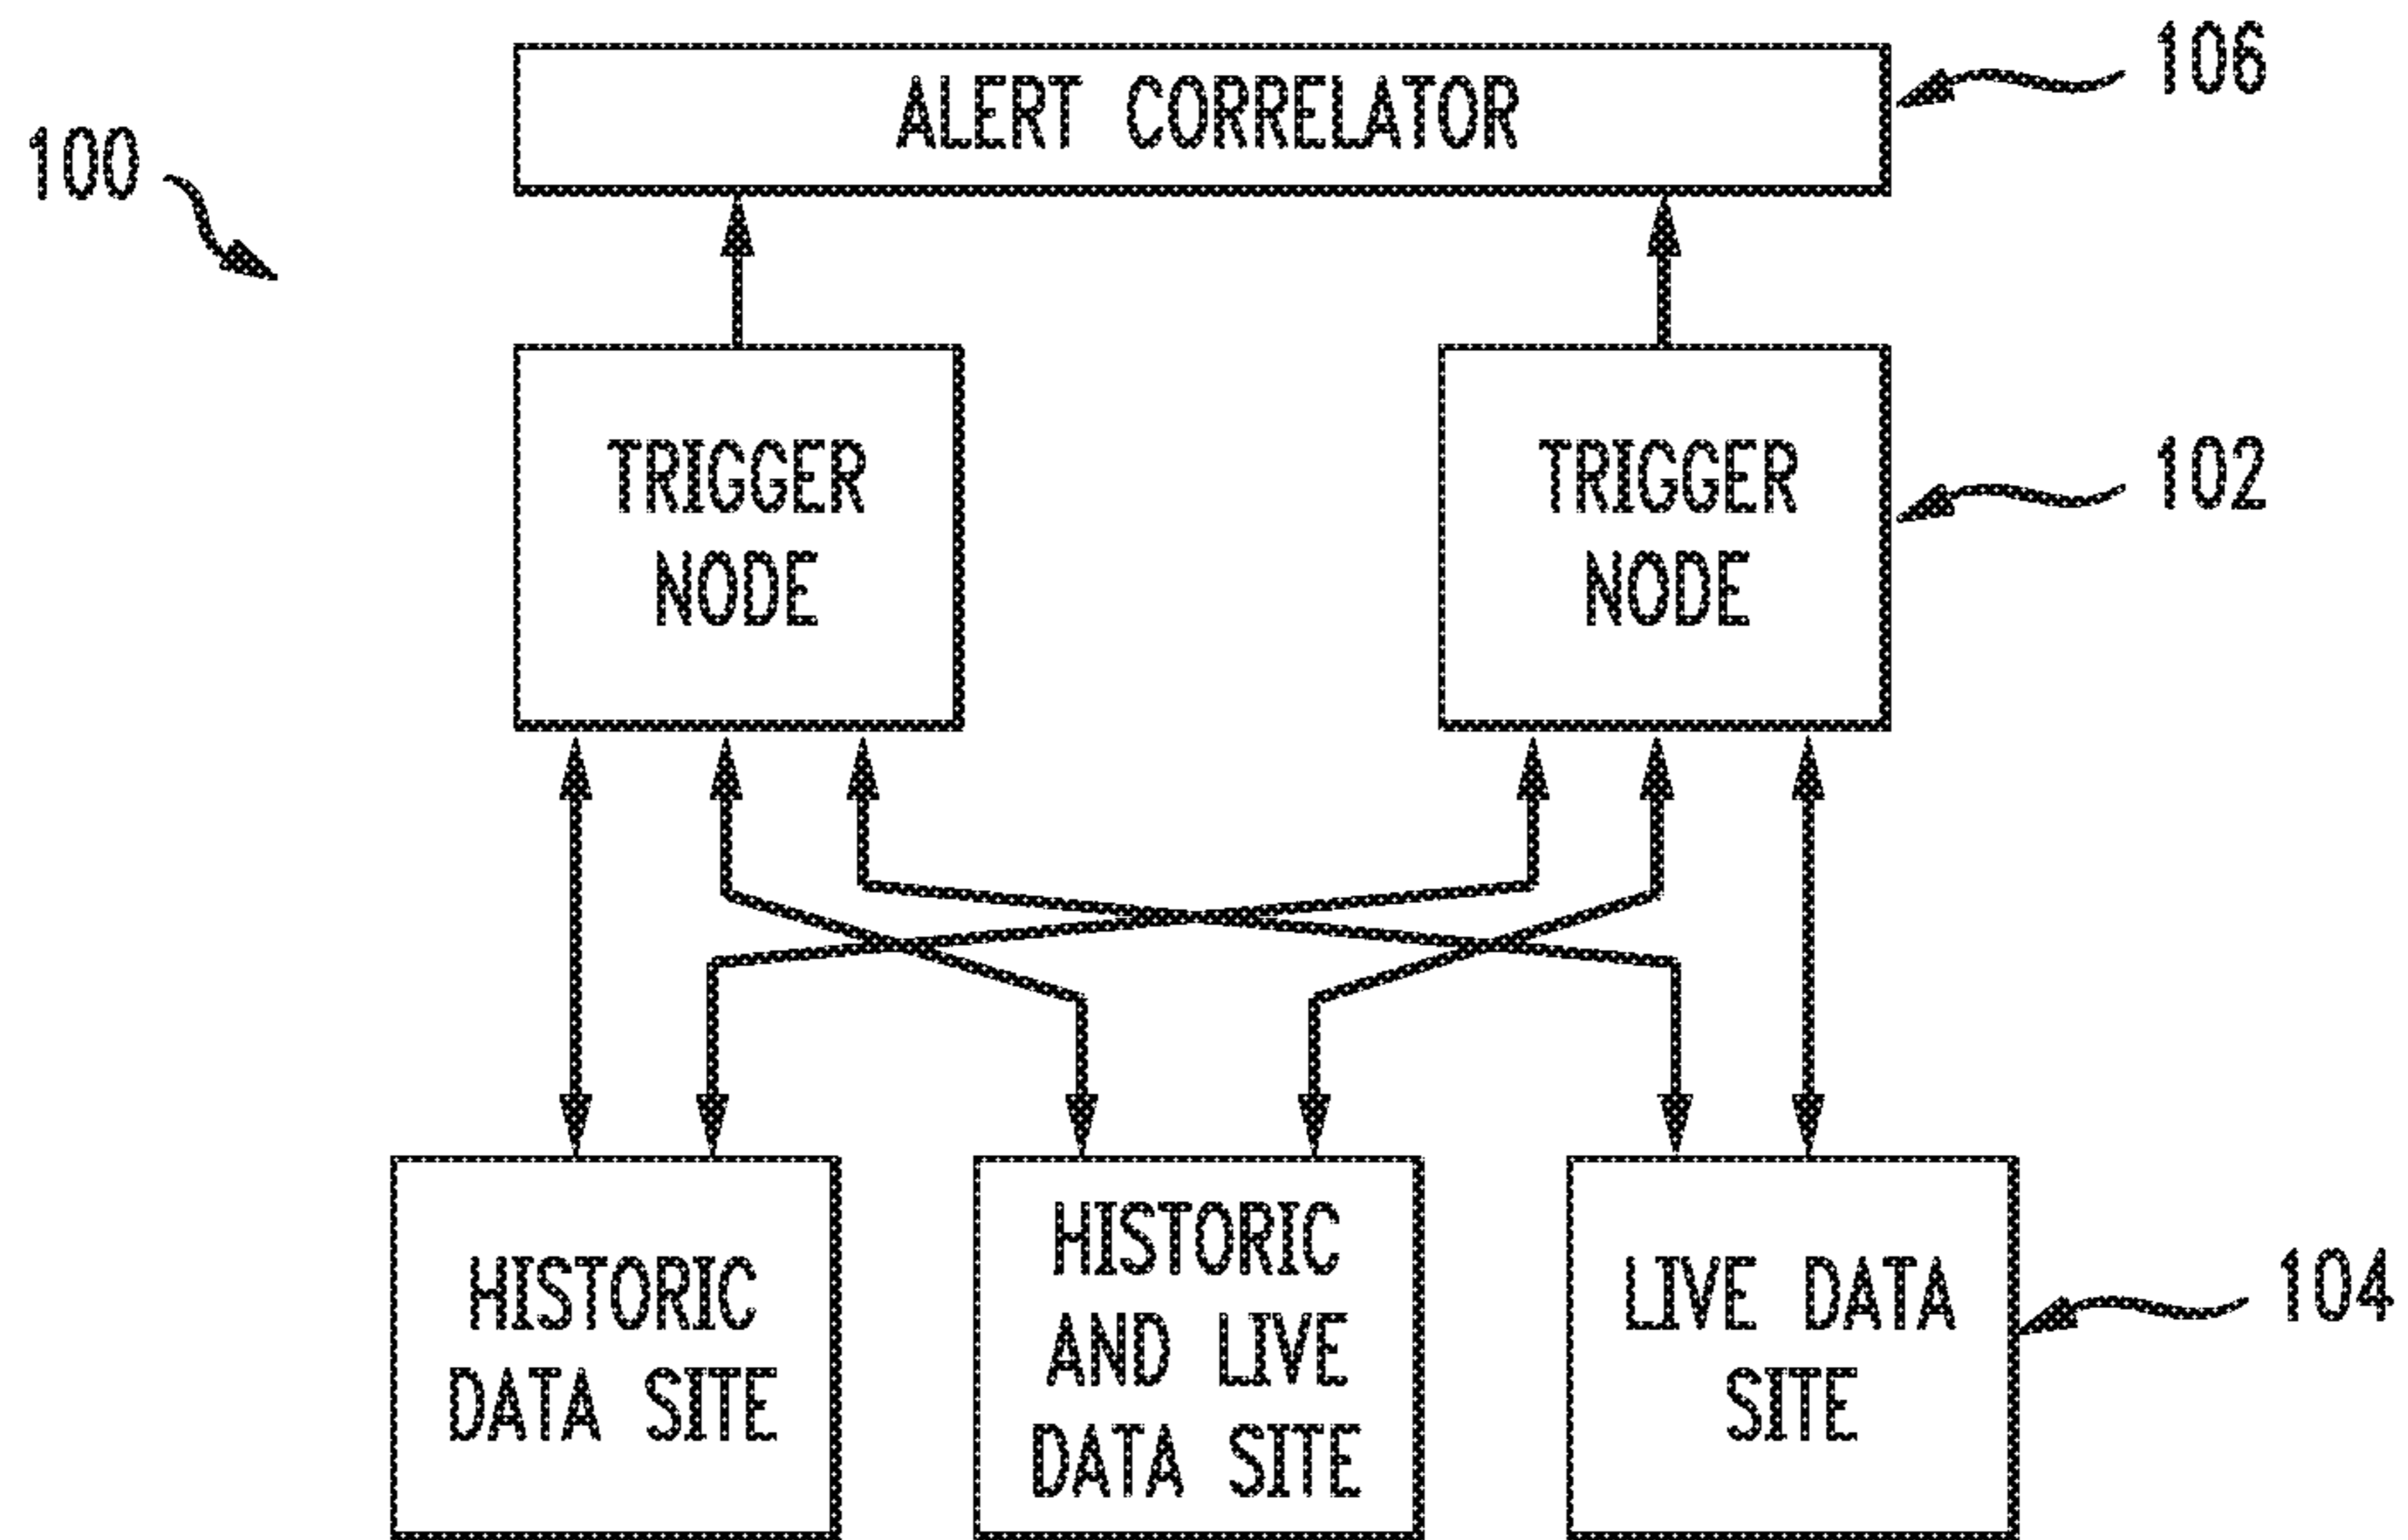 106
ALERT CORRELATOR
100
TRIGGER
NODE
TRIGGER
NODE
102
HISTORIC
DATA SITE
HISTORIC
AND LIVE
DATA SITE
LIVE DATA
SITE
104